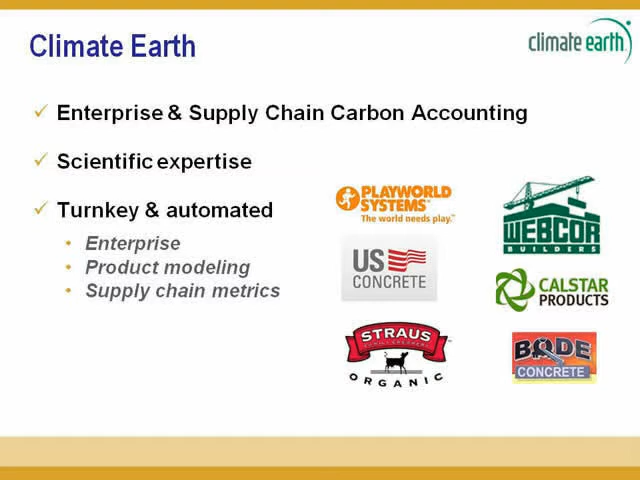 Climate Earth
climate earth
Enterprise & Supply Chain Carbon Accounting
Scientific expertise
Turnkey & automated
Enterprise
Product modeling
Supply chain metrics
PLAYWORLD
SYSTEMS
The world needs play.
WEBCOR
BUILDERS
US
CONCRETE
CALSTAR
PRODUCTS
STRAUS
ORGANIC
BODE
CONCRETE